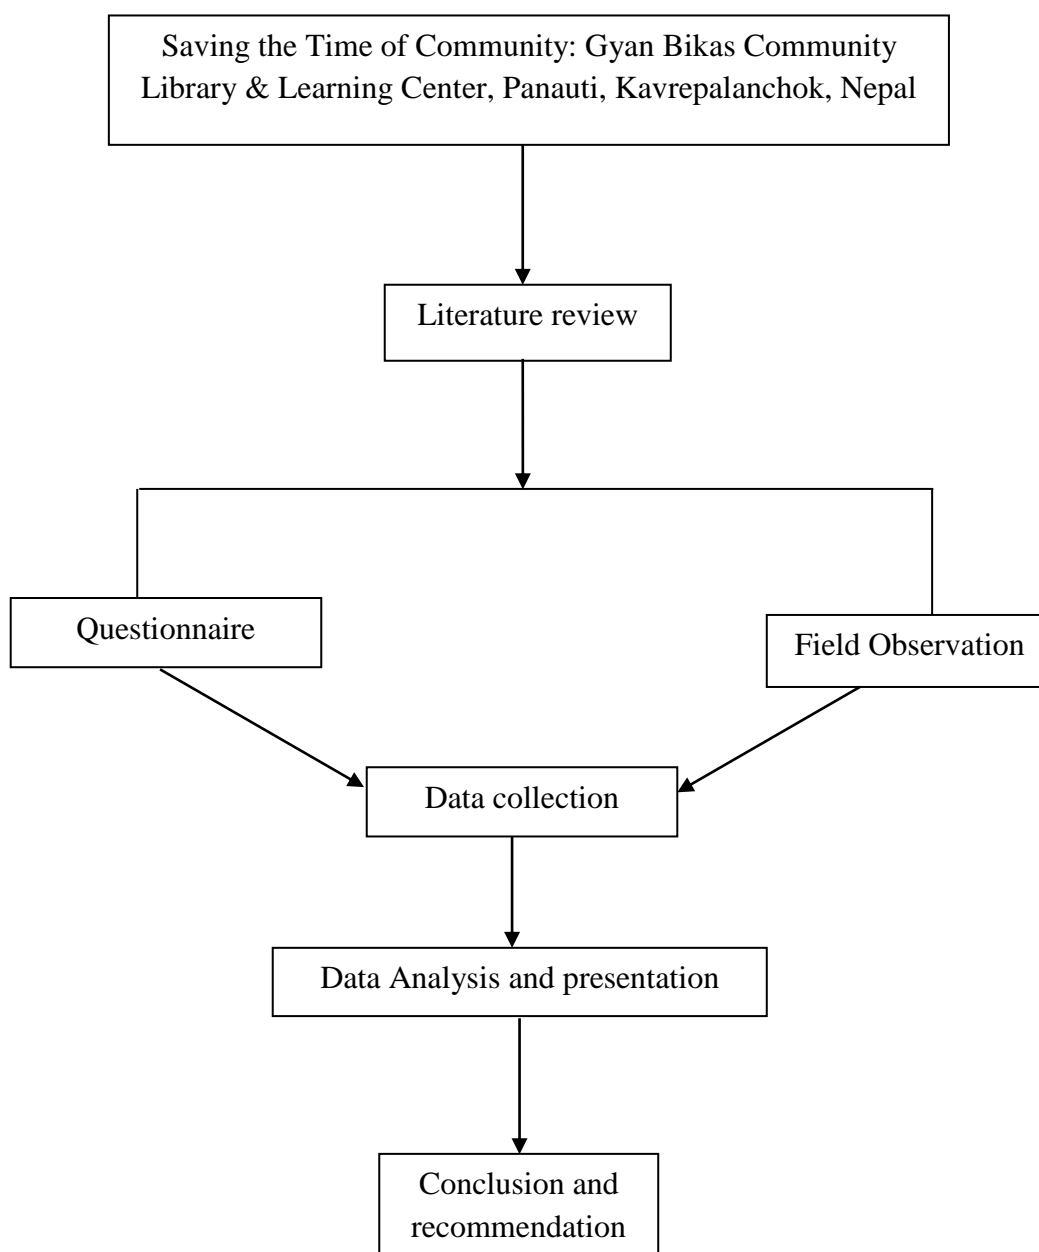 Saving the Time of Community: Gyan Bikas Community
Library & Learning Center, Panauti, Kavrepalanchok, Nepal
Literature review
Questionnaire
Field Observation
Data collection
Data Analysis and presentation
Conclusion and
recommendation